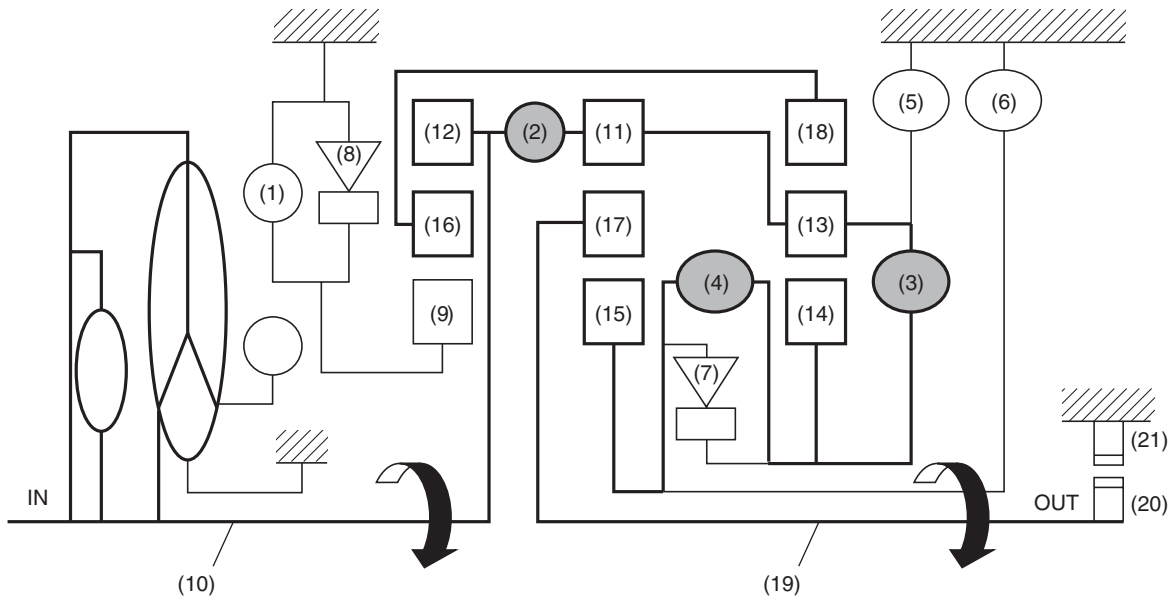 (5) (6)
(12) (2) (11) (18)
(8)
(1)
(16) (17) (13)
(4) (3)
(9) (15) (14)
(7)
(21)
IN OUT (20)
(10) (19)